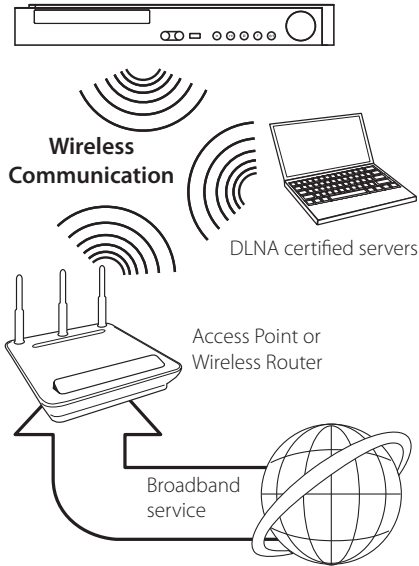 Wireless
Communication
DLNA certified servers
Access Point or
Wireless Router
Broadband
service